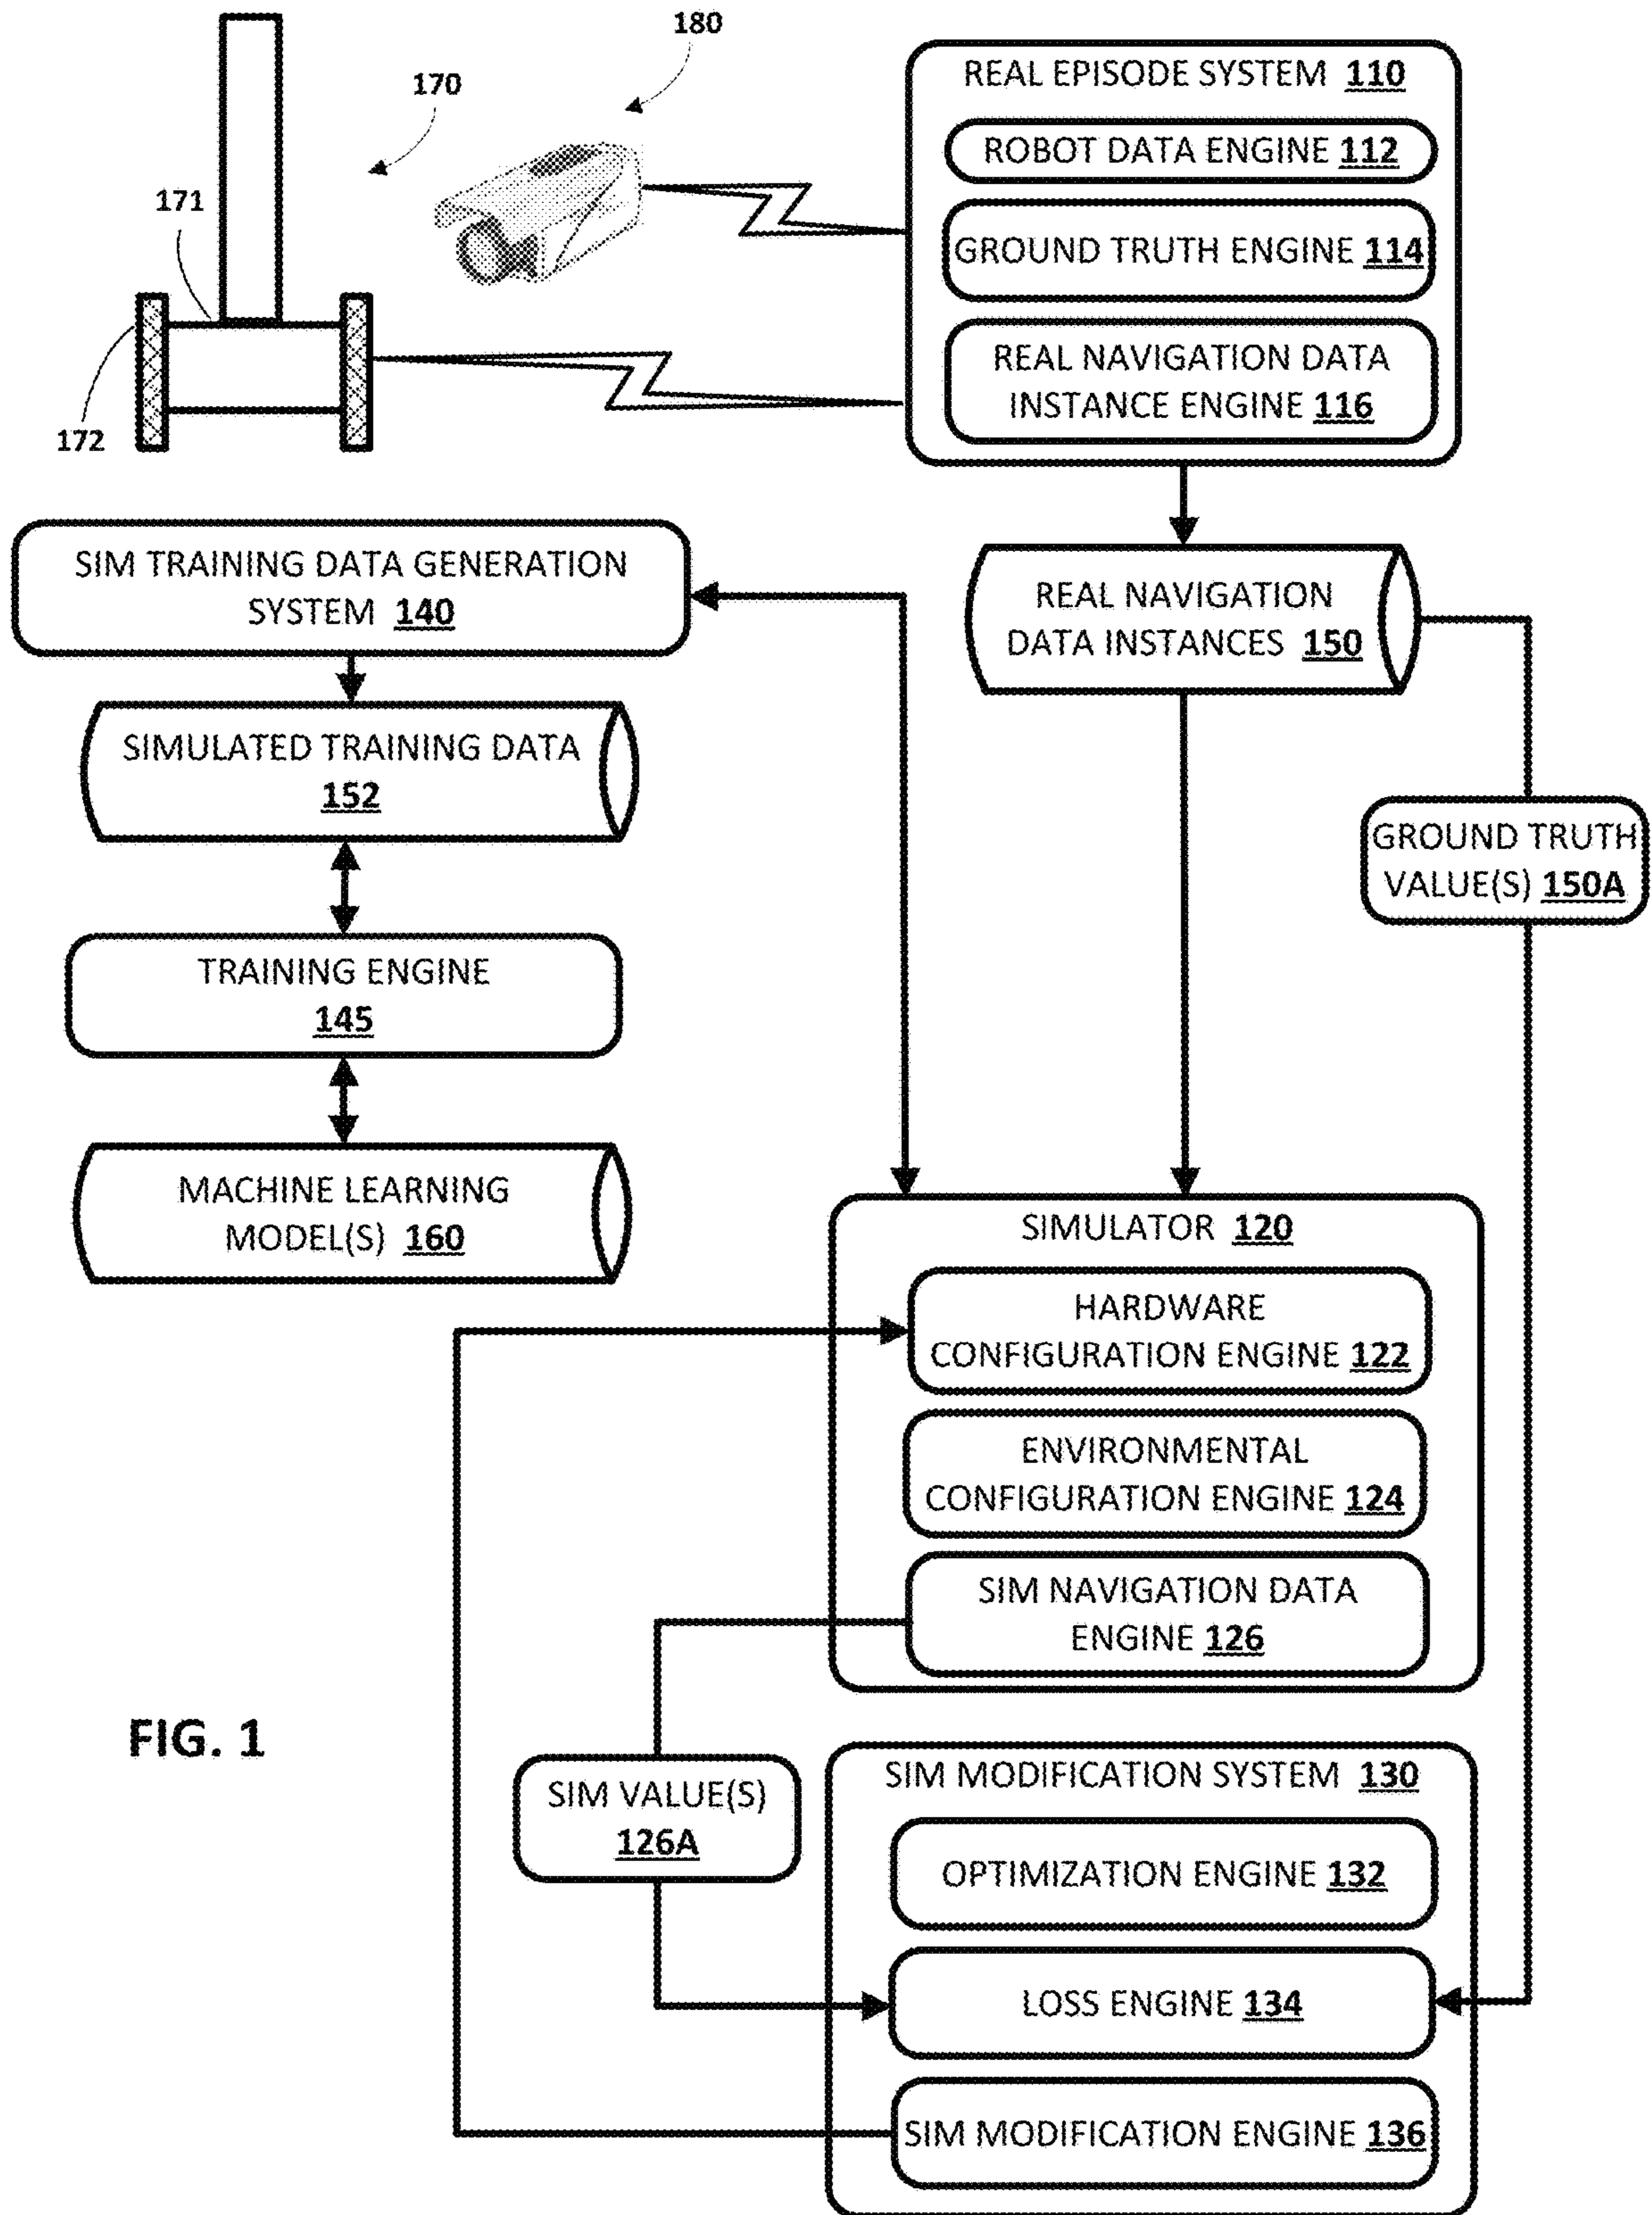 180
170
171
172
REAL EPISODE SYSTEM 110
ROBOT DATA ENGINE 112
GROUND TRUTH ENGINE 114
REAL NAVIGATION DATA
INSTANCE ENGINE 116
SIM TRAINING DATA GENERATION
SYSTEM 140
REAL NAVIGATION
DATA INSTANCES 150
SIMULATED TRAINING DATA
152
GROUND TRUTH
VALUE(S) 150A
TRAINING ENGINE
145
MACHINE LEARNING
MODEL(S) 160
SIMULATOR 120
HARDWARE
CONFIGURATION ENGINE 122
ENVIRONMENTAL
CONFIGURATION ENGINE 124
SIM NAVIGATION DATA
ENGINE 126
FIG. 1
SIM VALUE(S)
126A
SIM MODIFICATION SYSTEM 130
OPTIMIZATION ENGINE 132
LOSS ENGINE 134
SIM MODIFICATION ENGINE 136